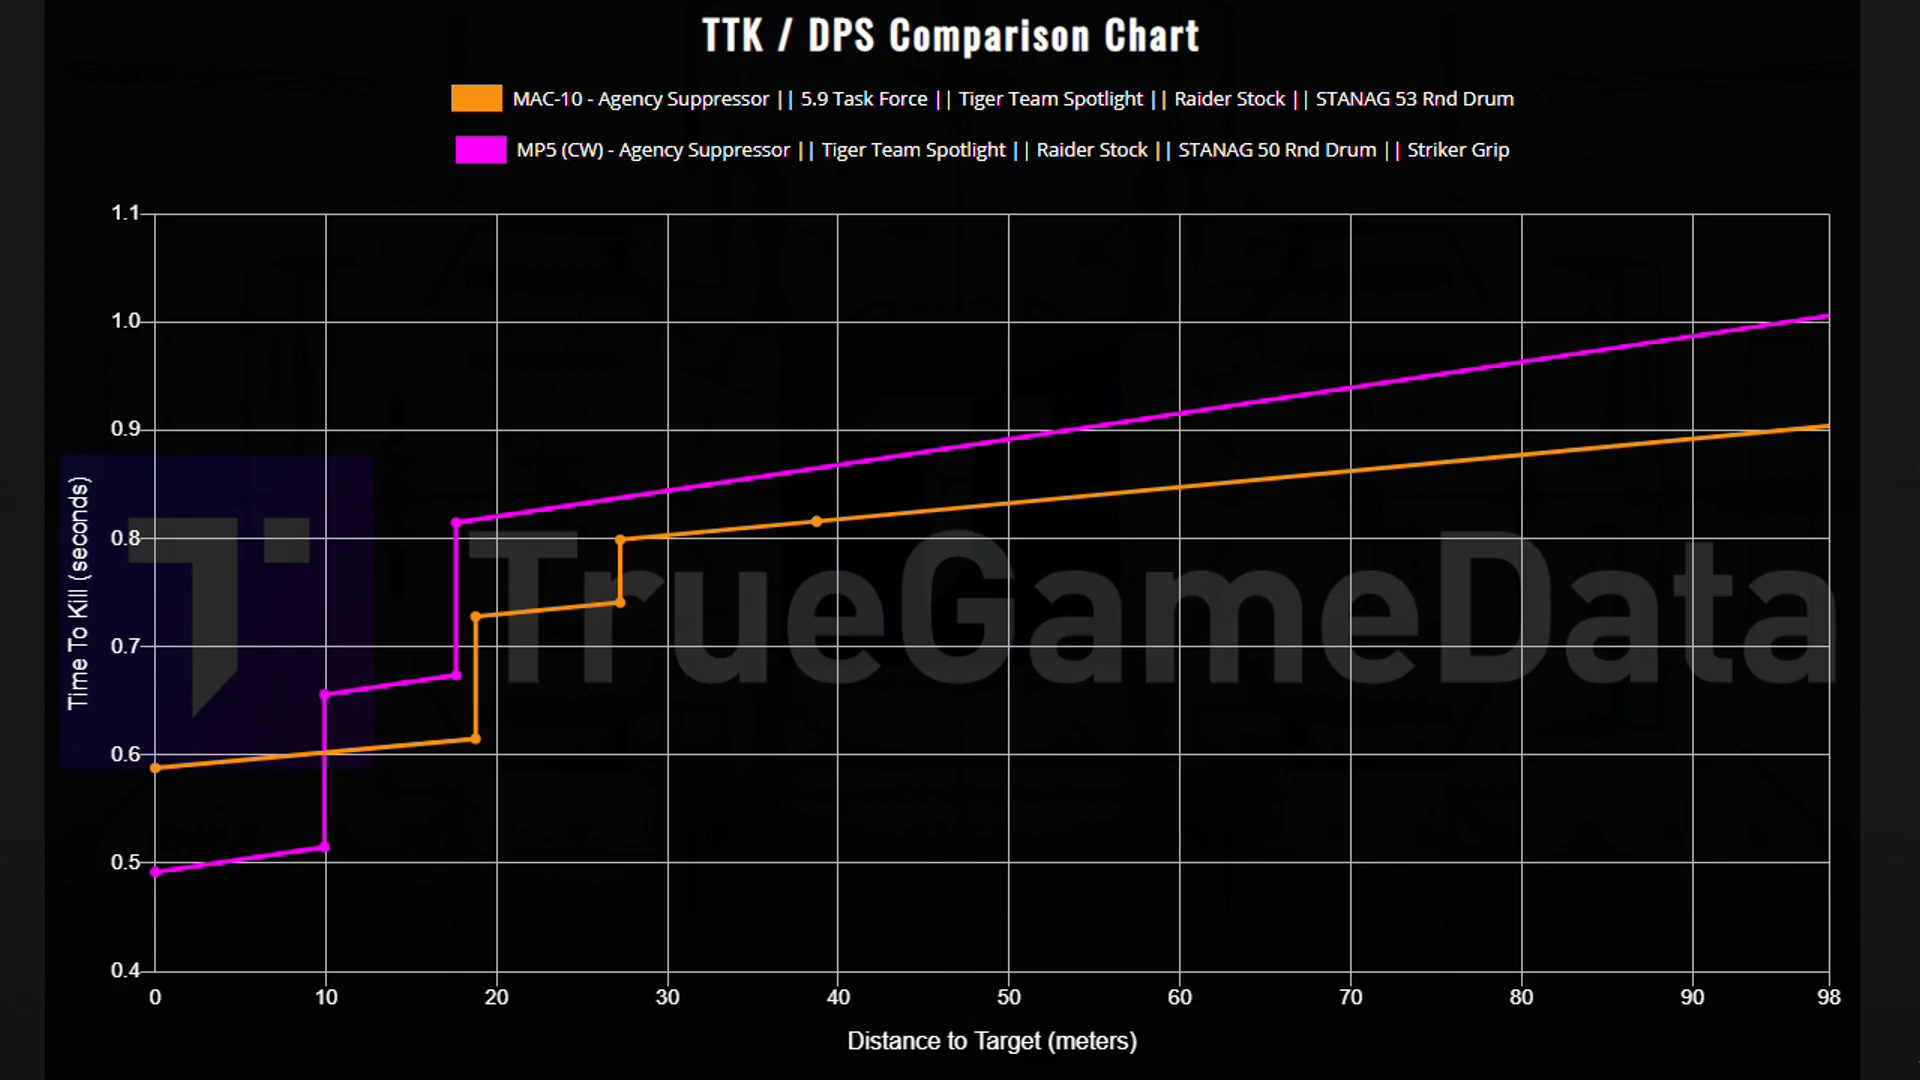 TTK / DPS Comparison Chart
MAC-10 - Agency Suppressor || 5.9 Task Force || Tiger Team Spotlight || Raider Stock || STANAG 53 Rnd Drum
MP5 (CW) - Agency Suppressor || Tiger Team Spotlight || Raider Stock || STANAG 50 Rnd Drum || Striker Grip
1.1
1.0
0.9
0.8
0.7
0.6
0.5
0.4
Time To Kill (seconds)
TrueGameData
0 10 20 30 40 50 60 70 80 90 98
Distance to Target (meters)